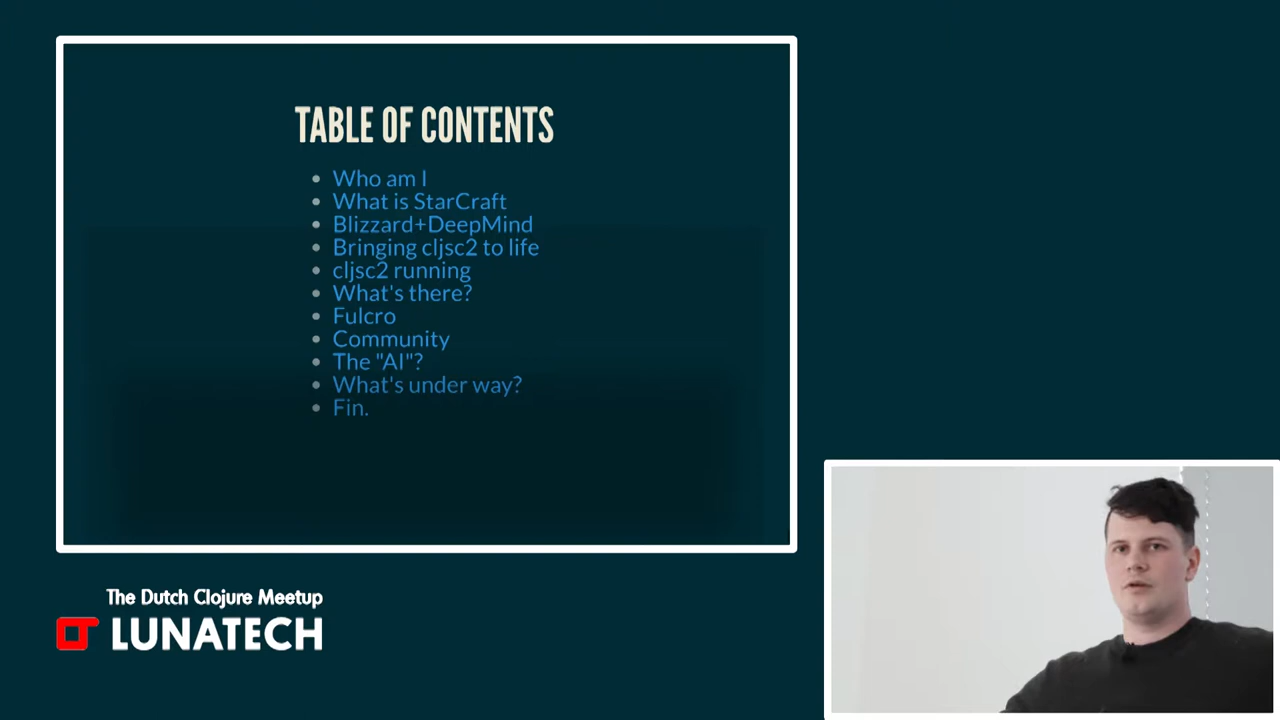 TABLE OF CONTENTS
Who am I
What is StarCraft
Blizzard+DeepMind
Bringing cljsc2 to life
cljsc2 running
What's there?
Fulcro
Community
The "AI"?
What's under way?
Fin.
The Dutch Clojure Meetup
LUNATECH